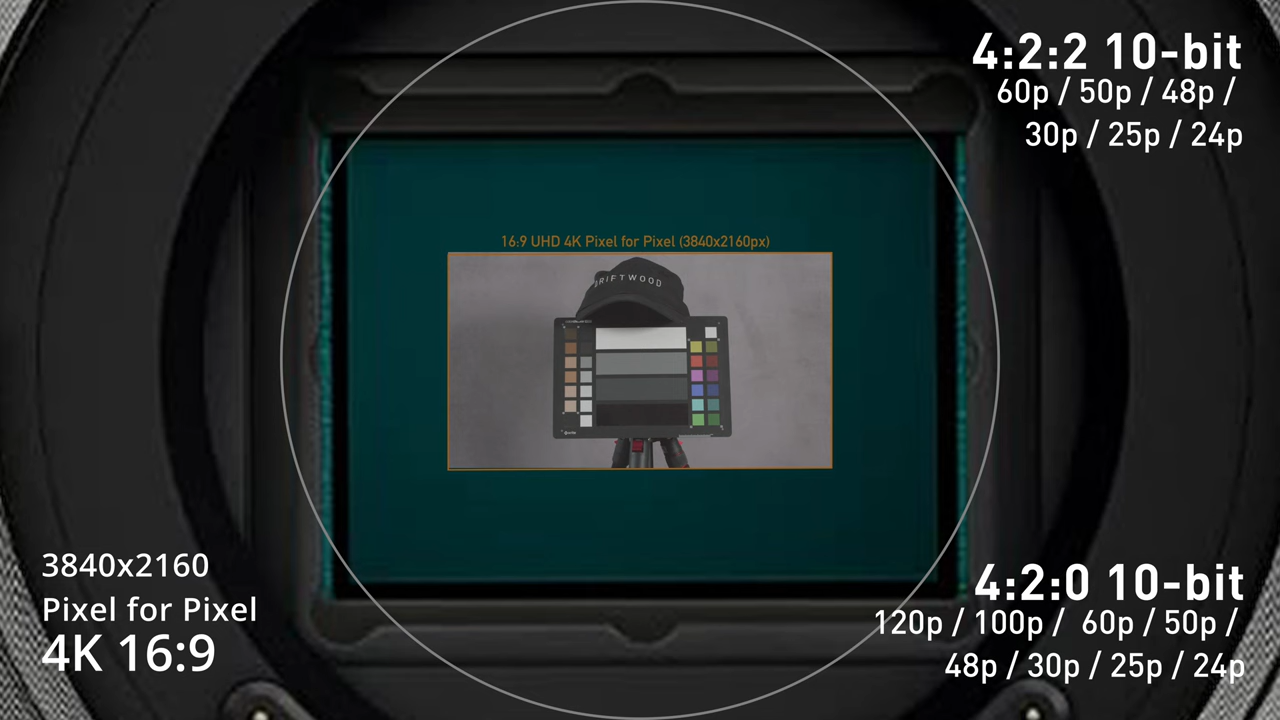 4:2:2 10-bit
60p / 50p / 48p /
30p / 25p / 24p
16:9 UHD 4K Pixel for Pixel (3840x2160px)
DRIFTWOOD
3840x2160
Pixel for Pixel
4K 16:9
4:2:0 10-bit
120p / 100p / 60p / 50p /
48p / 30p / 25p / 24p